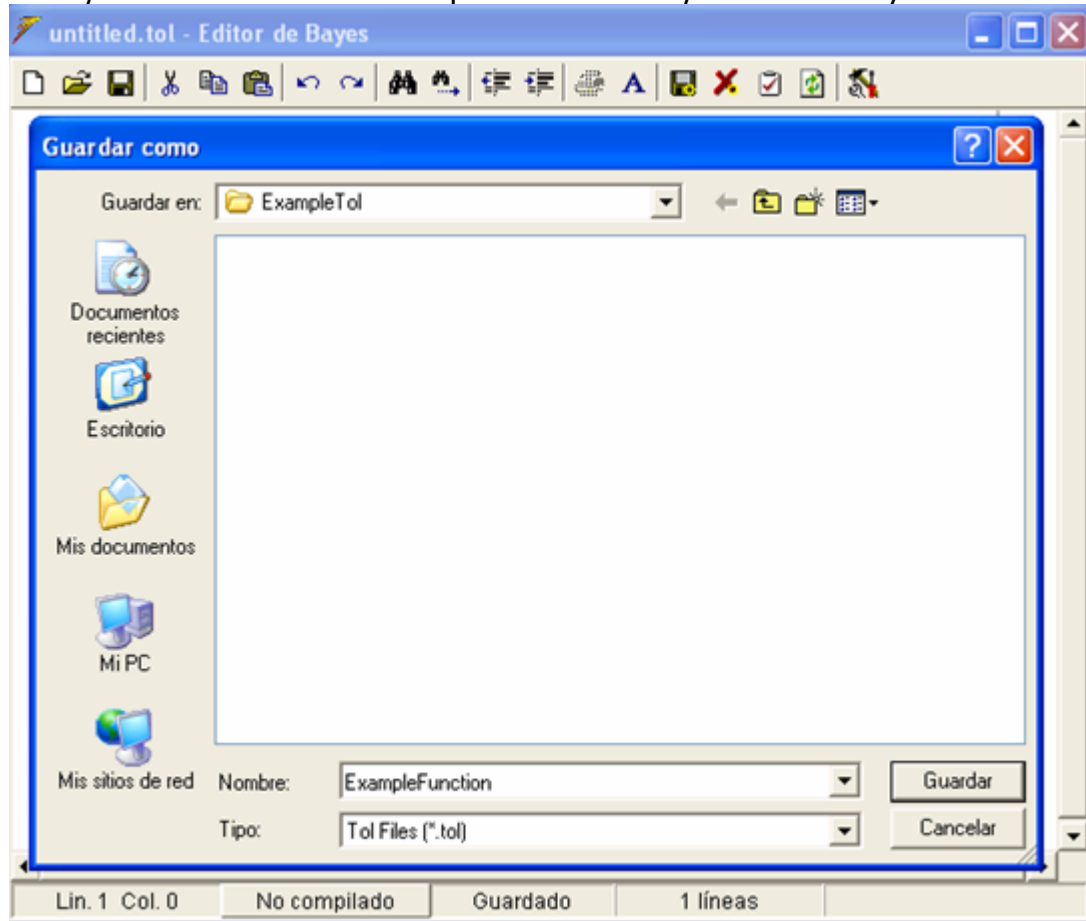 untitled.tol - Editor de Bayes
Guardar como
Guardar en: ExampleTol
Documentos
recientes
Escritorio
Mis documentos
Mi PC
Mis sitios de red
Nombre: ExampleFunction Guardar
Tipo: Tol Files (*.tol) Cancelar
Lin. 1 Col. 0 No compilado Guardado 1 líneas